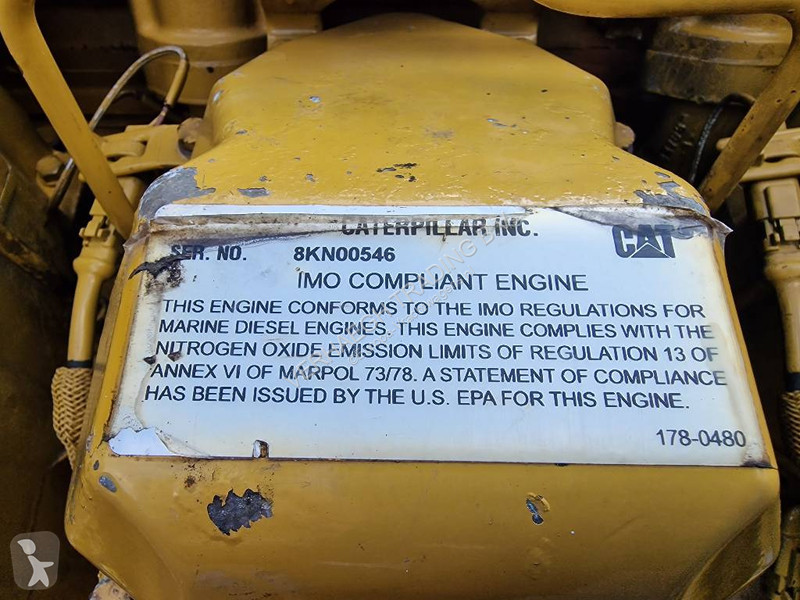 CATERPILLAR INC.
SER. NO. 8KN00546 CAT
IMO COMPLIANT ENGINE
THIS ENGINE CONFORMS TO THE IMO REGULATIONS FOR
MARINE DIESEL ENGINES. THIS ENGINE COMPLIES WITH THE
NITROGEN OXIDE EMISSION LIMITS OF REGULATION 13 OF
ANNEX VI OF MARPOL 73/78. A STATEMENT OF COMPLIANCE
HAS BEEN ISSUED BY THE U.S. EPA FOR THIS ENGINE.
178-0480